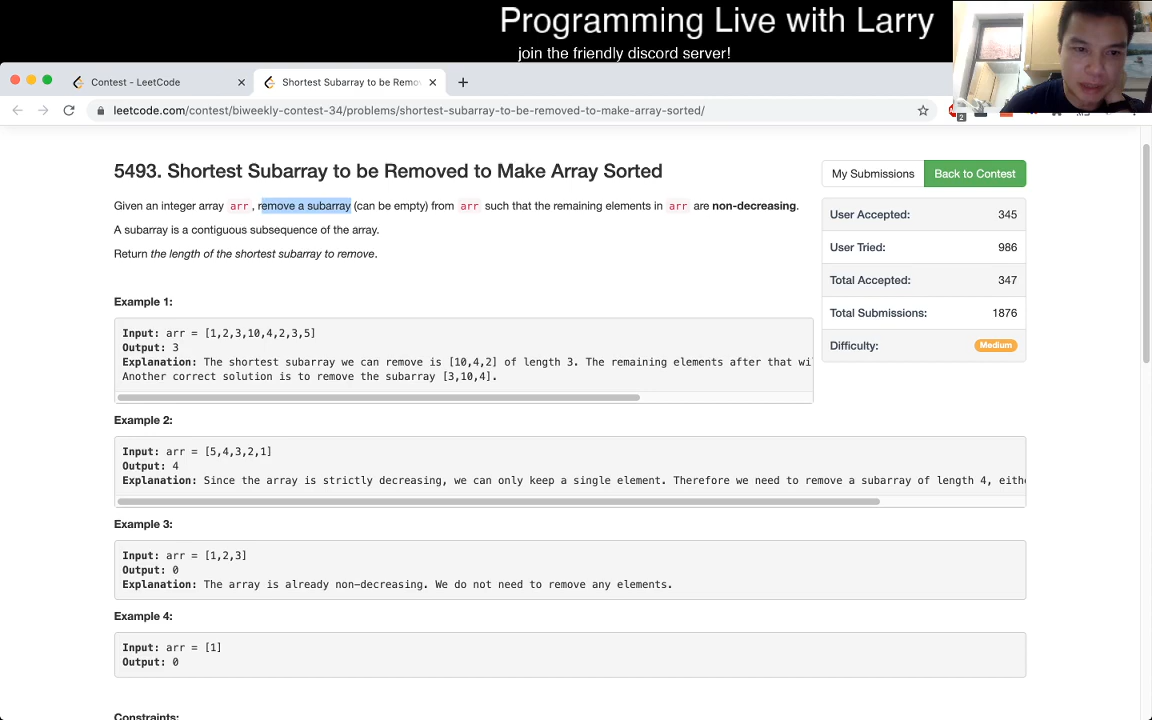 Programming Live with Larry
join the friendly discord server!
Contest - LeetCode
Shortest Subarray to be Remo
leetcode.com/contest/biweekly-contest-34/problems/shortest-subarray-to-be-removed-to-make-array-sorted/
2
5493. Shortest Subarray to be Removed to Make Array Sorted
My Submissions
Back to Contest
Given an integer array arr, remove a subarray (can be empty) from arr such that the remaining elements in arr are non-decreasing.
A subarray is a contiguous subsequence of the array.
Return the length of the shortest subarray to remove.
User Accepted: 345
User Tried: 986
Total Accepted: 347
Total Submissions: 1876
Difficulty: Medium
Example 1:
Input: arr = [1,2,3,10,4,2,3,5]
Output: 3
Explanation: The shortest subarray we can remove is [10,4,2] of length 3. The remaining elements after that wi
Another correct solution is to remove the subarray [3,10,4].
Example 2:
Input: arr = [5,4,3,2,1]
Output: 4
Explanation: Since the array is strictly decreasing, we can only keep a single element. Therefore we need to remove a subarray of length 4, eith
Example 3:
Input: arr = [1,2,3]
Output: 0
Explanation: The array is already non-decreasing. We do not need to remove any elements.
Example 4:
Input: arr = [1]
Output: 0
Constraints: